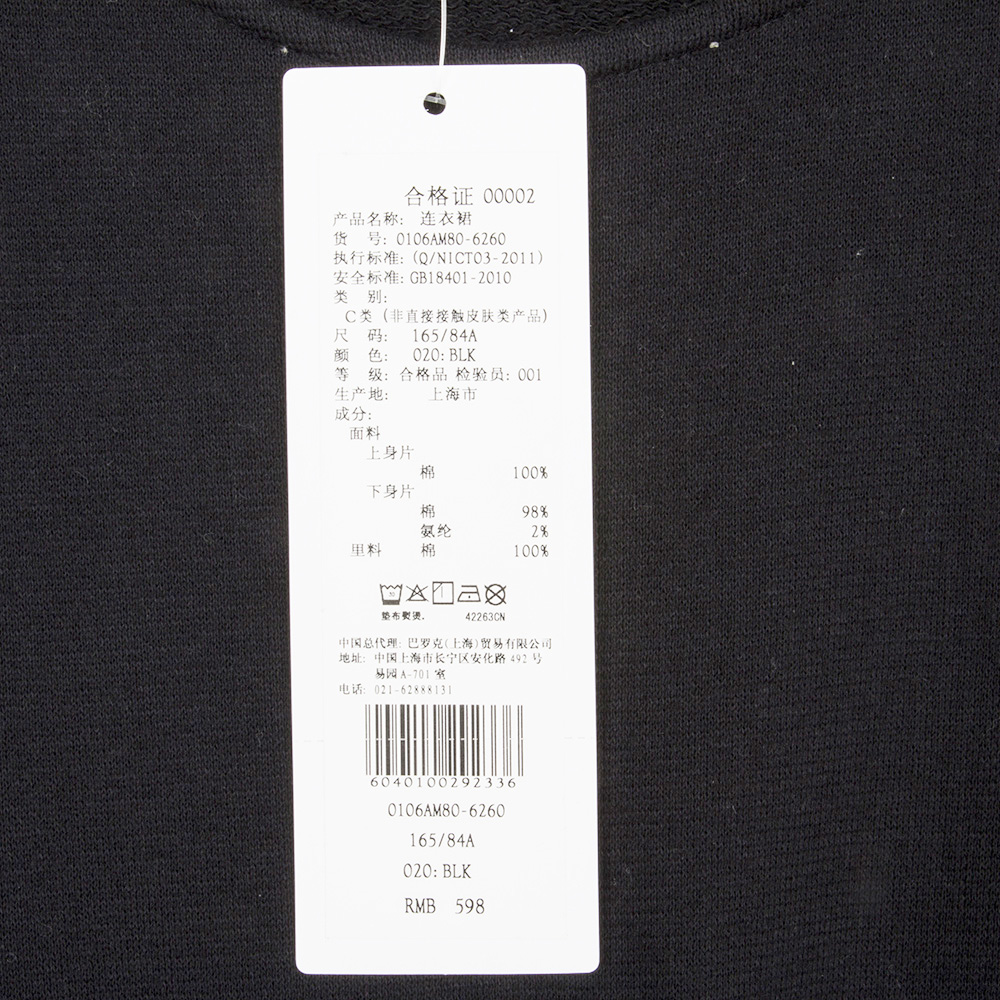 合格证 00002
产品名称: 连衣裙
货 号: 0106AM80-6260
执行标准: (Q/NICT03-2011)
安全标准: GB18401-2010
类 别:
C类 (非直接接触皮肤类产品)
尺 码: 165/84A
颜 色: 020: BLK
等 级: 合格品 检验员: 001
生产地: 上海市
成分:
面料
上身片
棉 100%
下身片
棉 98%
氨纶 2%
里料 棉 100%
垫布熨烫. 42263CN
中国总代理: 巴罗克(上海)贸易有限公司
地址: 中国上海市长宁区安化路 492 号
易园 A-701 室
电话: 021-62888131
6040100292336
0106AM80-6260
165/84A
020: BLK
RMB 598